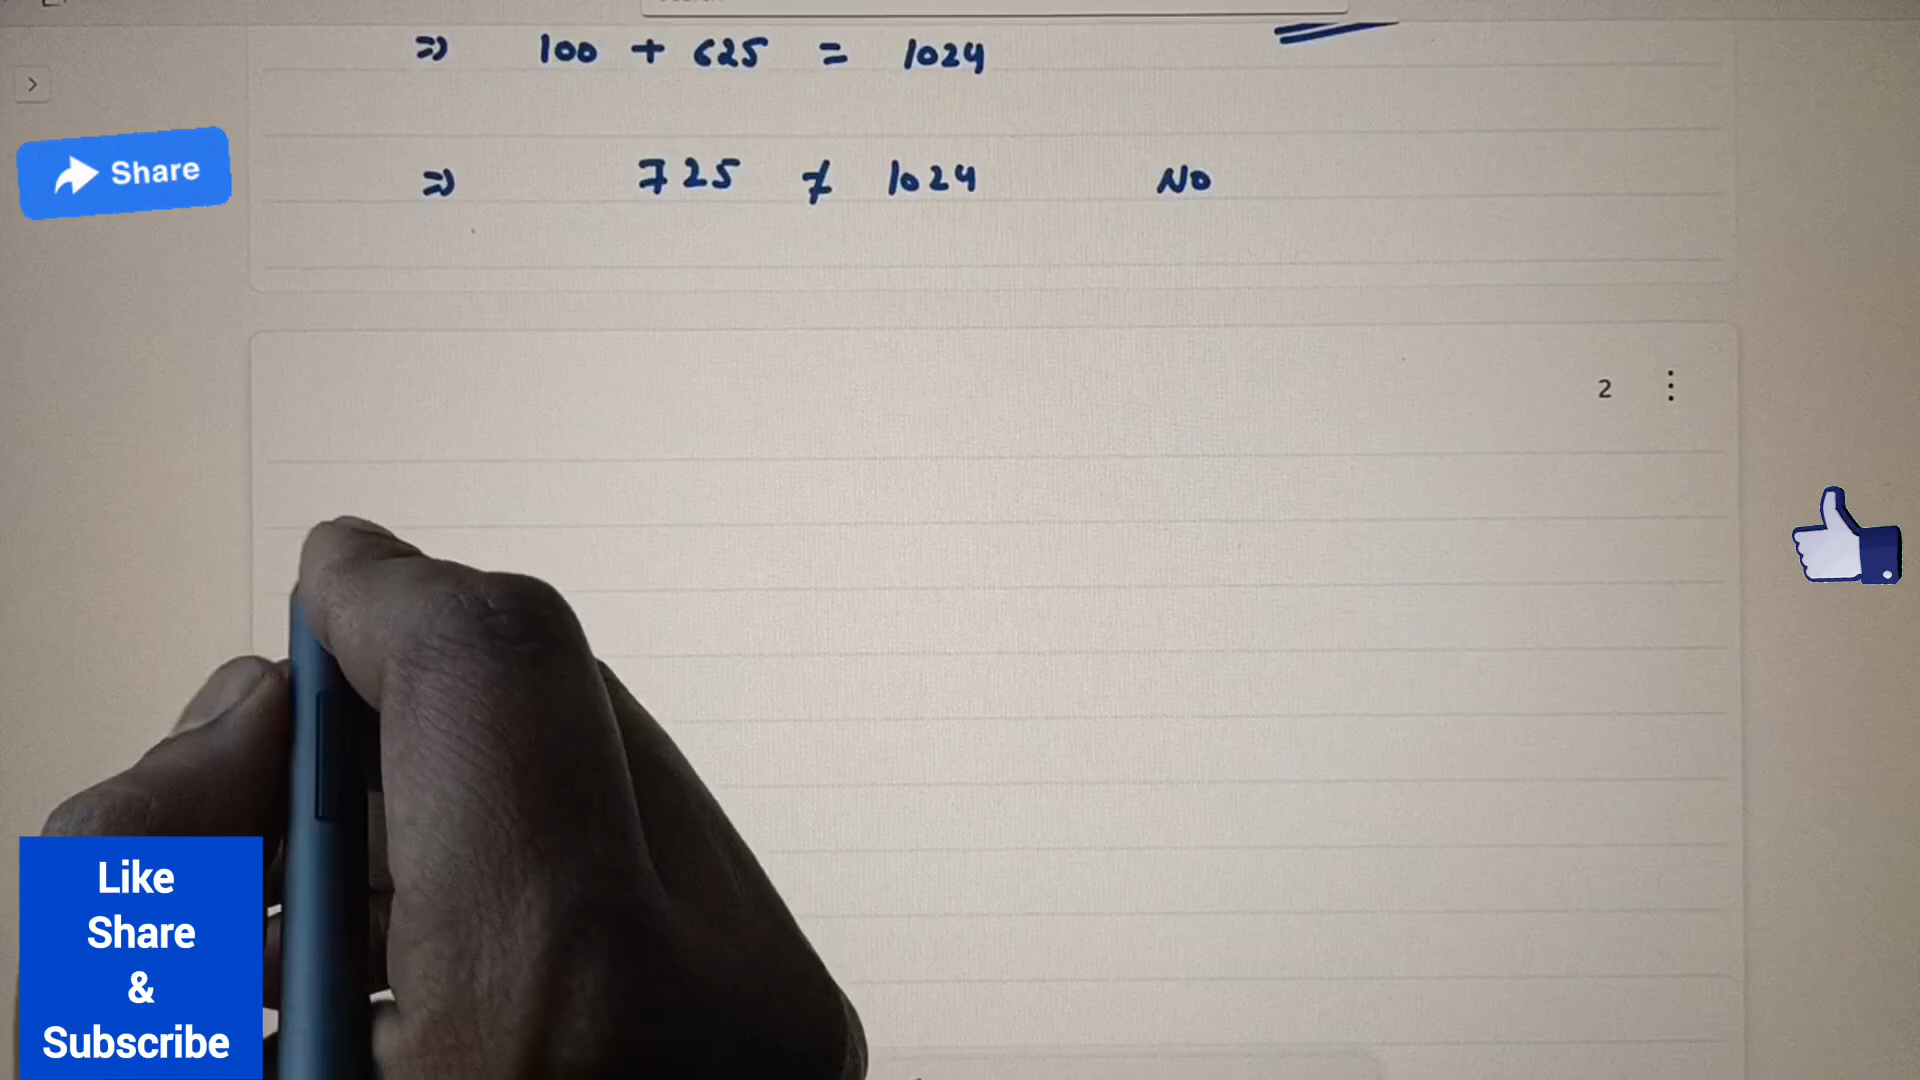 ⇒ 100 + 625 = 1024
⇒ 725 ≠ 1024 NO
Share
2
Like
Share
&
Subscribe